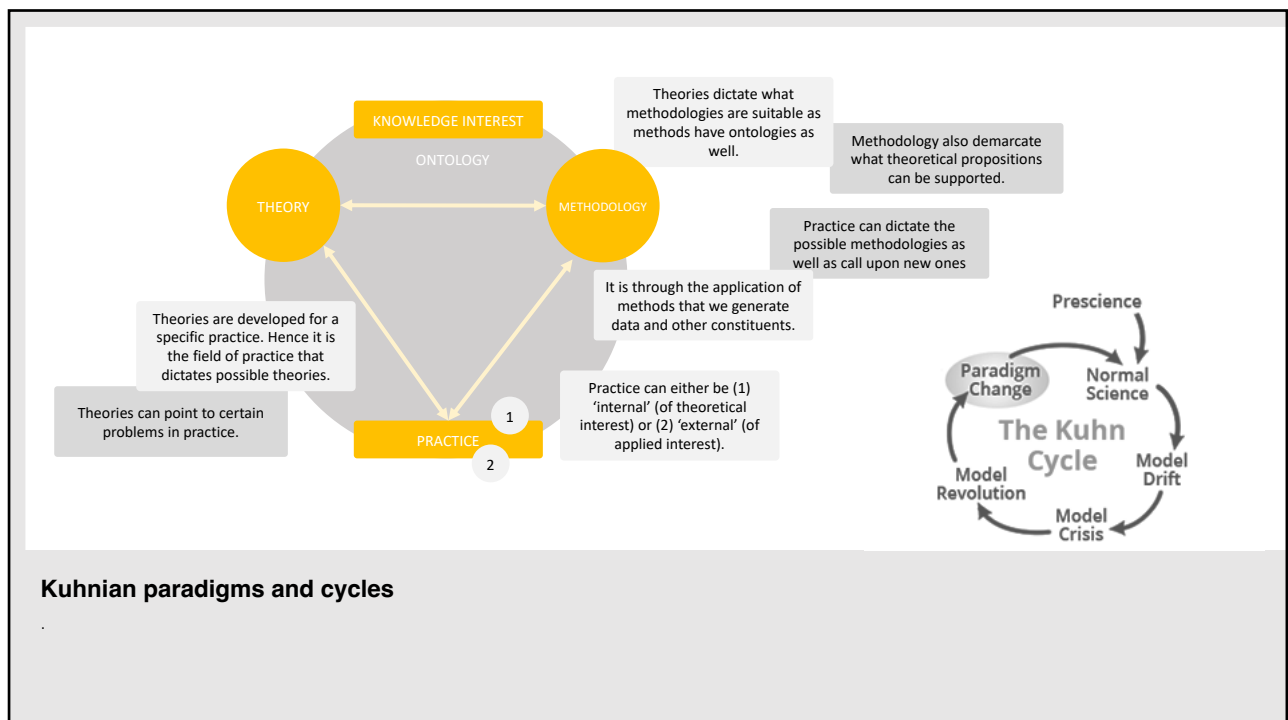 KNOWLEDGE INTEREST
ONTOLOGY
THEORY
METHODOLOGY
Theories dictate what
methodologies are suitable as
methods have ontologies as
well.
Methodology also demarcate
what theoretical propositions
can be supported.
Practice can dictate the
possible methodologies as
well as call upon new ones
It is through the application of
methods that we generate
data and other constituents.
Theories are developed for a
specific practice. Hence it is
the field of practice that
dictates possible theories.
Theories can point to certain
problems in practice.
PRACTICE
1
2
Practice can either be (1)
‘internal’ (of theoretical
interest) or (2) ‘external’ (of
applied interest).
Prescience
Paradigm
Change
Normal
Science
The Kuhn
Cycle
Model
Drift
Model
Revolution
Model
Crisis
Kuhnian paradigms and cycles
.